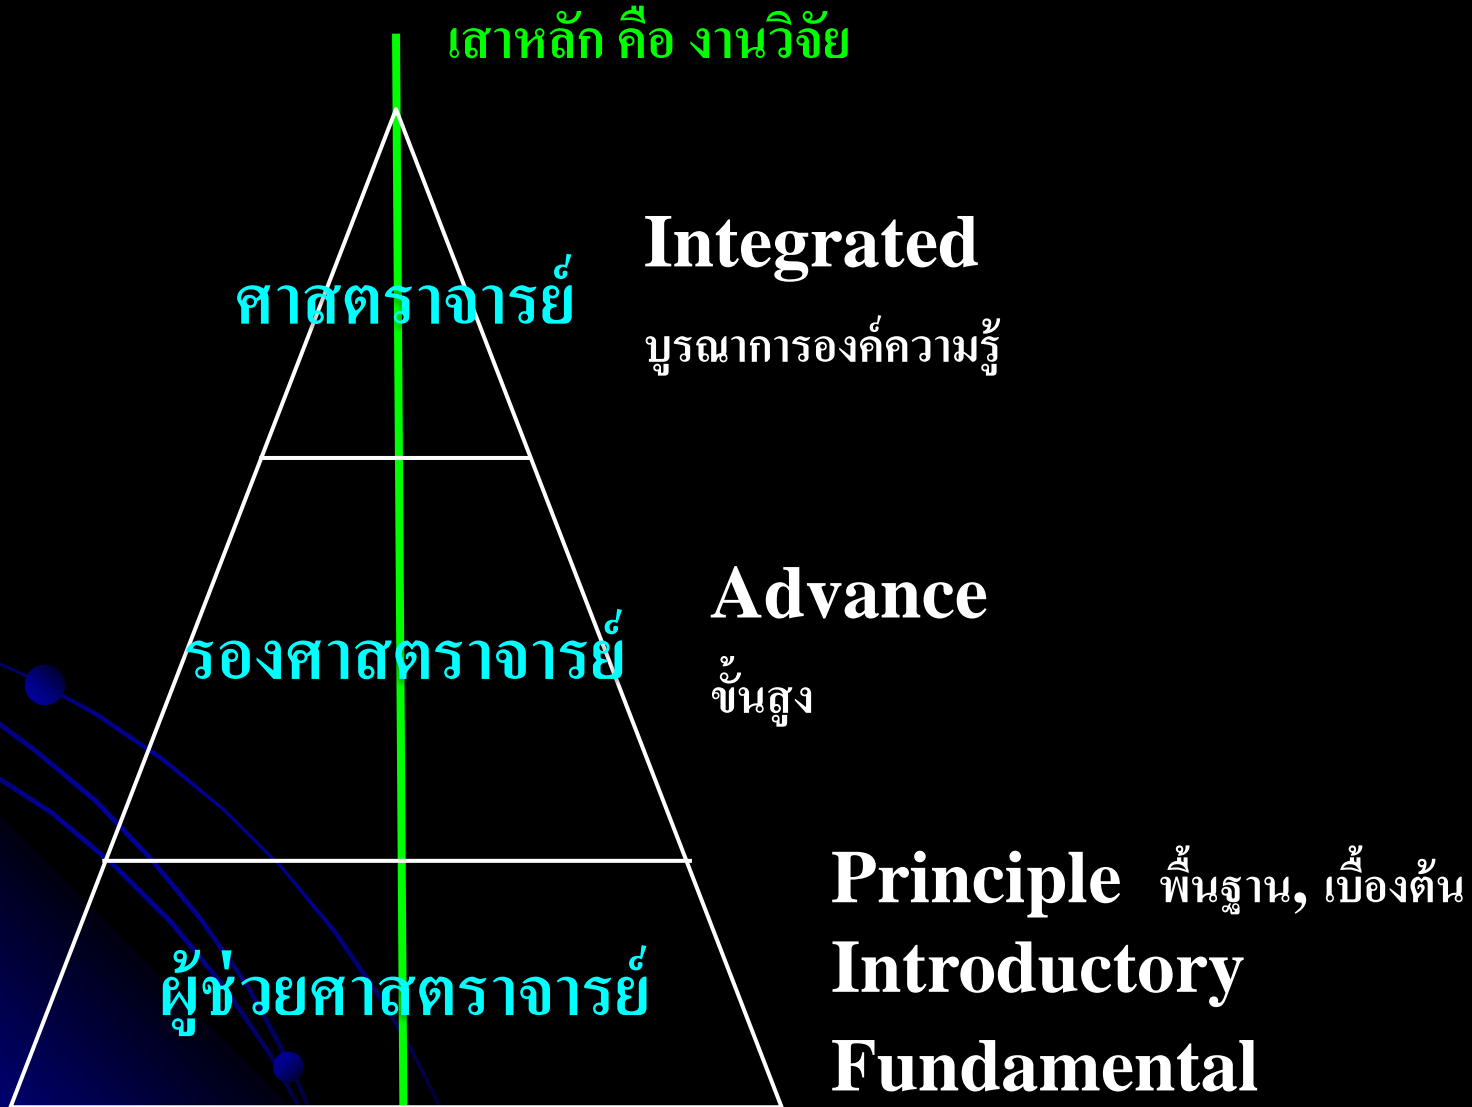 เสาหลัก คือ งานวิจัย
Integrated
ศาสตราจารย์
บูรณาการองค์ความรู้
Advance
รองศาสตราจารย์
ขั้นสูง
Principle พื้นฐาน, เบื้องต้น
Introductory
ผู้ช่วยศาสตราจารย์
Fundamental